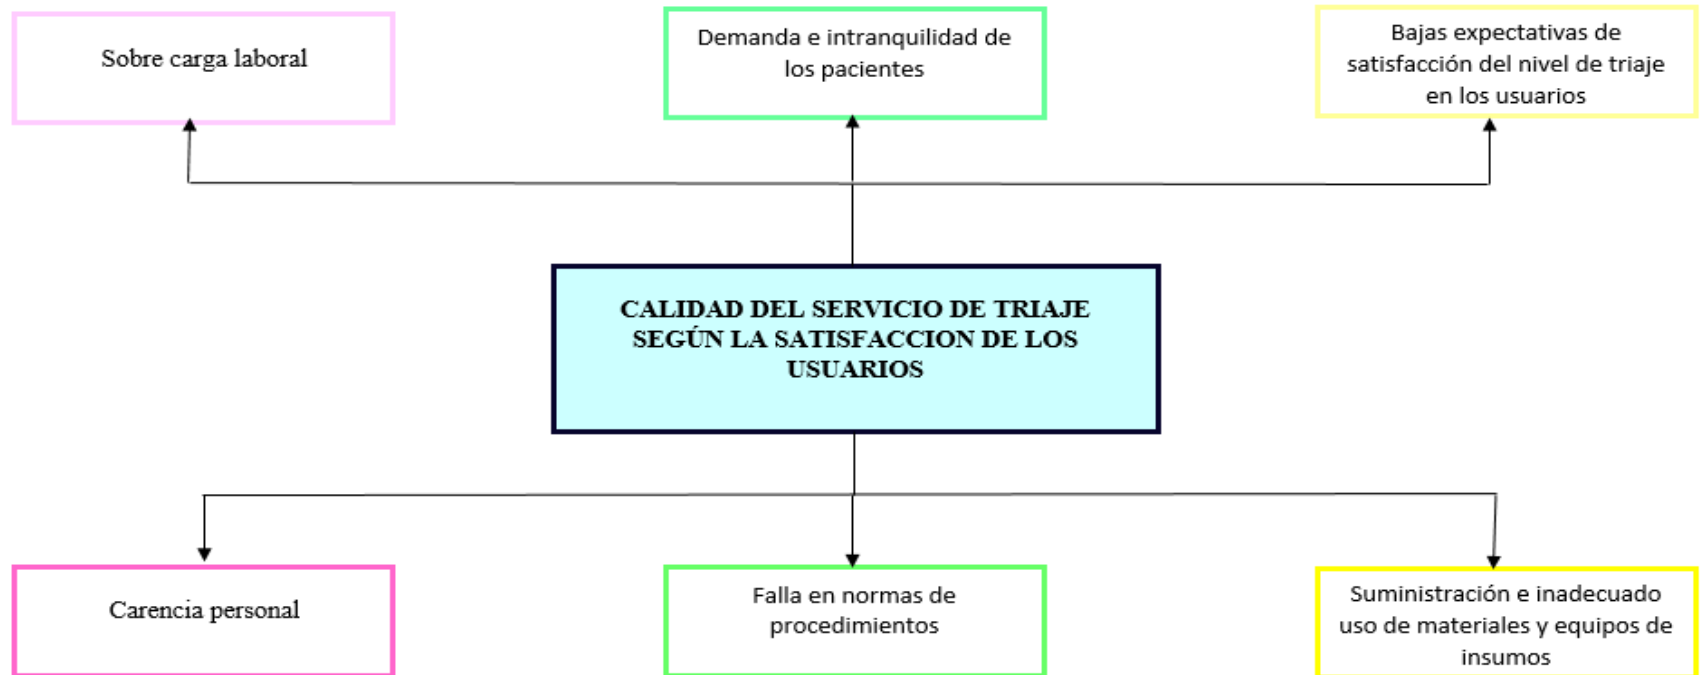 Sobre carga laboral
Demanda e intranquilidad de
los pacientes
Bajas expectativas de
satisfacción del nivel de triaje
en los usuarios
CALIDAD DEL SERVICIO DE TRIAJE
SEGÚN LA SATISFACCION DE LOS
USUARIOS
Carencia personal
Falla en normas de
procedimientos
Suministración e inadecuado
uso de materiales y equipos de
insumos